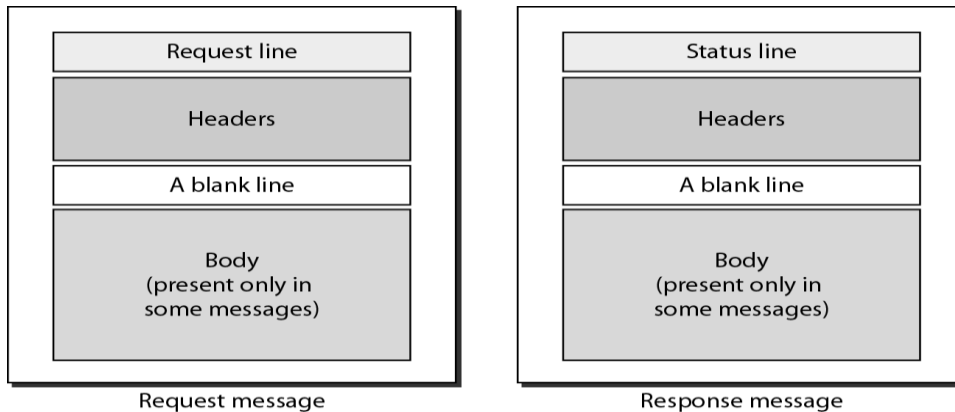 Request line
Headers
A blank line
Body
(present only in
some messages)
Request message
Status line
Headers
A blank line
Body
(present only in
some messages)
Response message